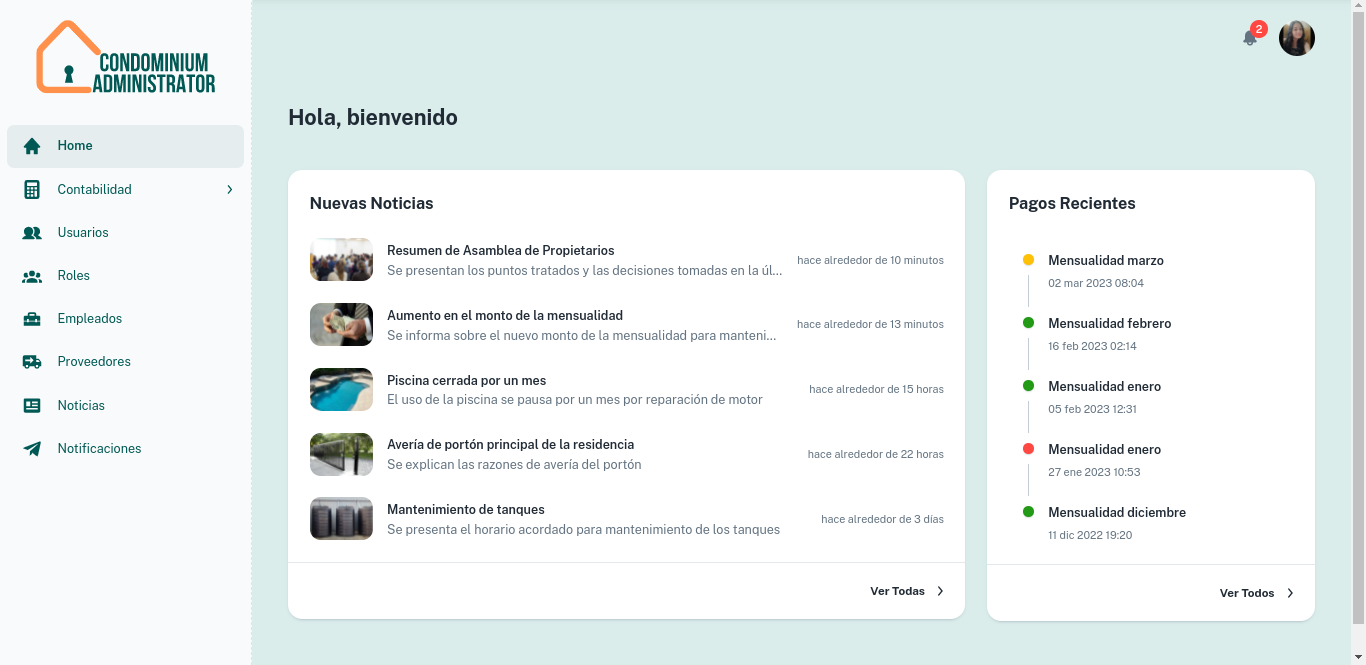 CONDOMINIUM
ADMINISTRATOR
2
Home
Contabilidad
Usuarios
Roles
Empleados
Proveedores
Noticias
Notificaciones
Hola, bienvenido
Nuevas Noticias
Resumen de Asamblea de Propietarios
Se presentan los puntos tratados y las decisiones tomadas en la úl...
hace alrededor de 10 minutos
Aumento en el monto de la mensualidad
Se informa sobre el nuevo monto de la mensualidad para manteni...
hace alrededor de 13 minutos
Piscina cerrada por un mes
El uso de la piscina se pausa por un mes por reparación de motor
hace alrededor de 15 horas
Avería de portón principal de la residencia
Se explican las razones de avería del portón
hace alrededor de 22 horas
Mantenimiento de tanques
Se presenta el horario acordado para mantenimiento de los tanques
hace alrededor de 3 días
Ver Todas
Pagos Recientes
Mensualidad marzo
02 mar 2023 08:04
Mensualidad febrero
16 feb 2023 02:14
Mensualidad enero
05 feb 2023 12:31
Mensualidad enero
27 ene 2023 10:53
Mensualidad diciembre
11 dic 2022 19:20
Ver Todos